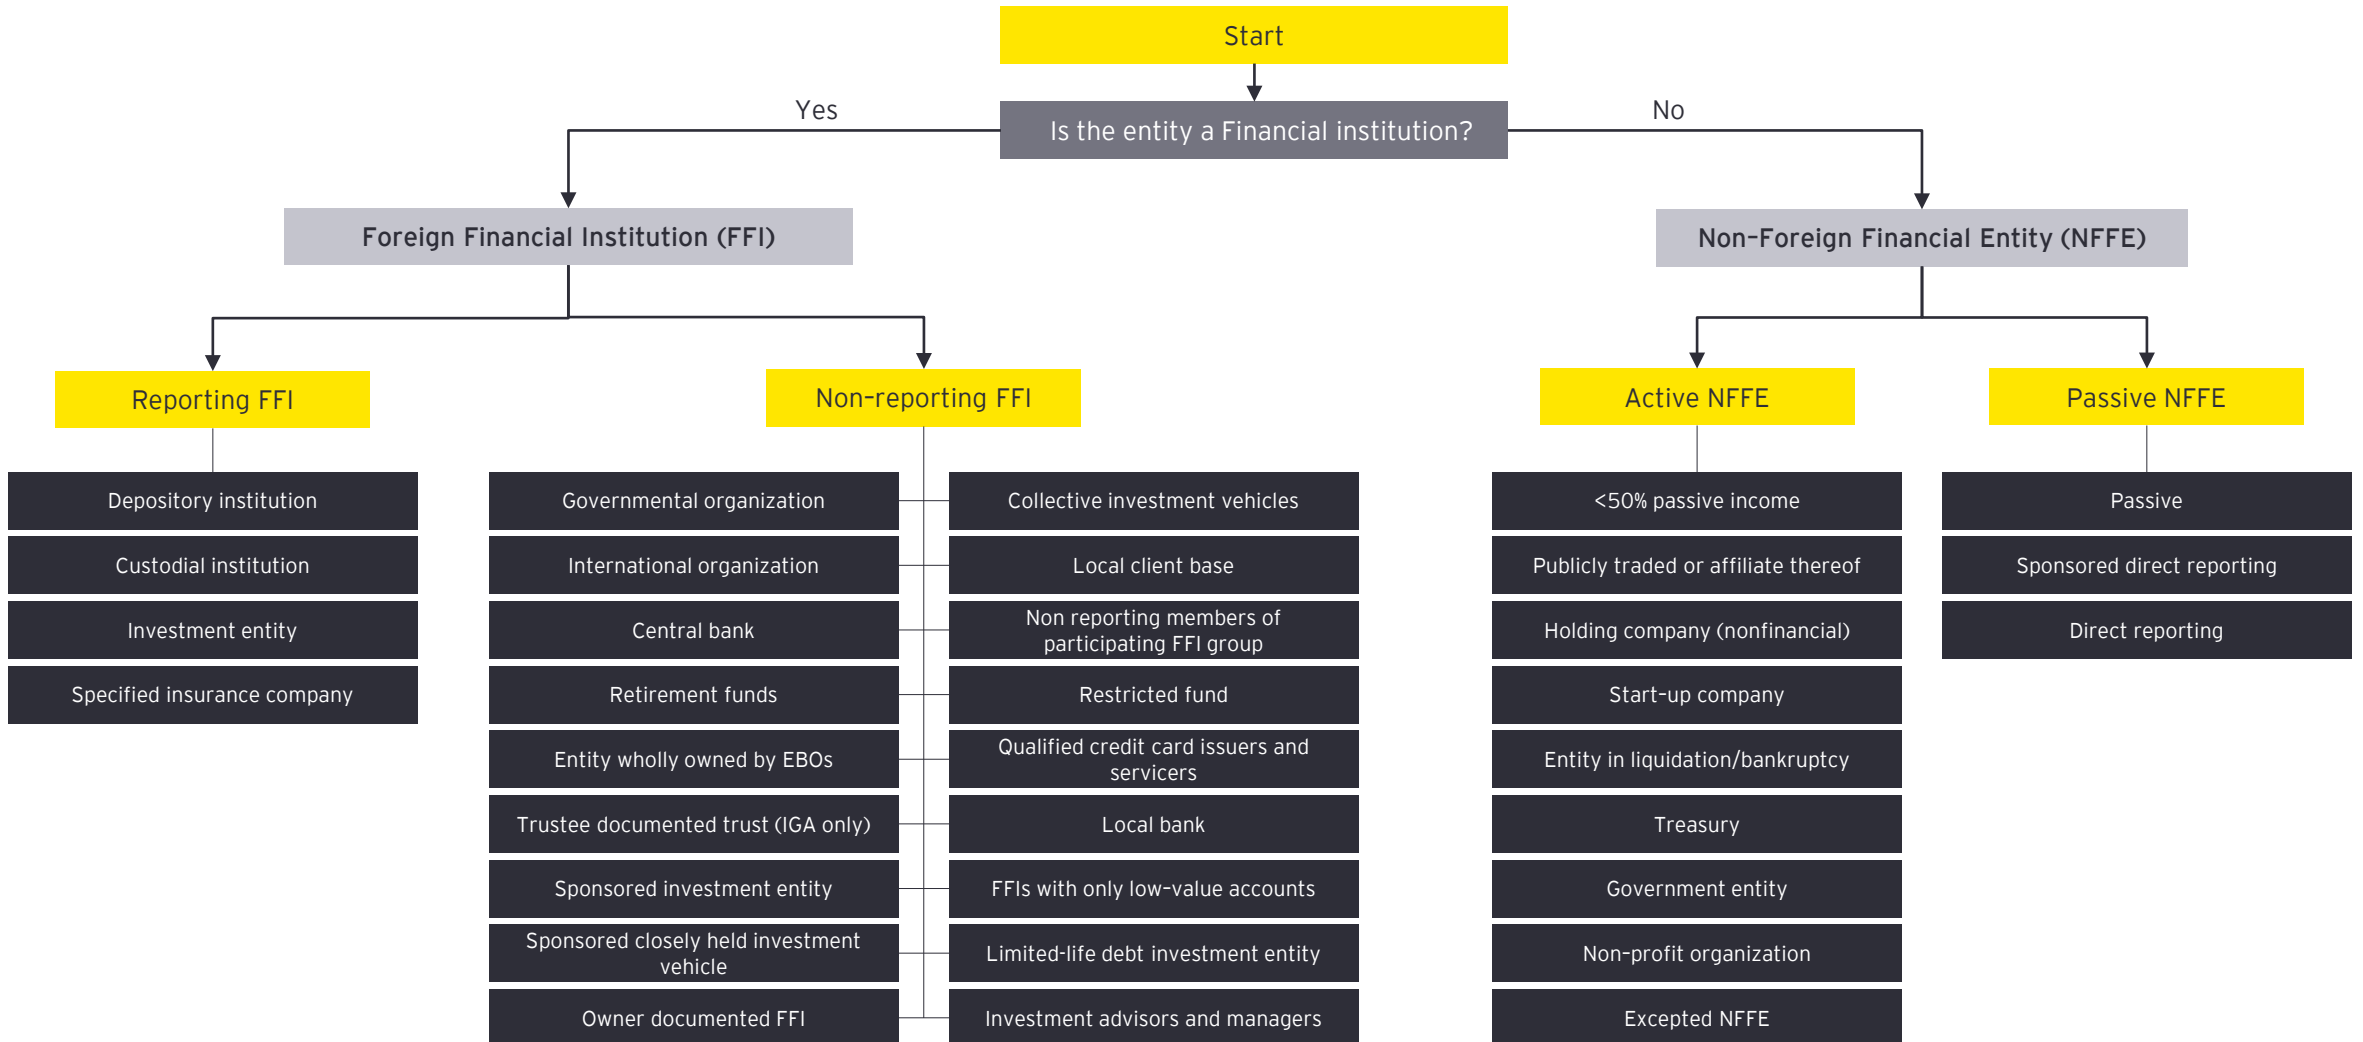 Start
Yes
Is the entity a Financial institution?
No
Foreign Financial Institution (FFI)
Non-Foreign Financial Entity (NFFE)
Reporting FFI
Non-reporting FFI
Active NFFE
Passive NFFE
Depository institution
Custodial institution
Investment entity
Specified insurance company
Governmental organization
International organization
Central bank
Retirement funds
Entity wholly owned by EBOs
Trustee documented trust (IGA only)
Sponsored investment entity
Sponsored closely held investment
vehicle
Owner documented FFI
Collective investment vehicles
Local client base
Non reporting members of
participating FFI group
Restricted fund
Qualified credit card issuers and
servicers
Local bank
FFIs with only low-value accounts
Limited-life debt investment entity
Investment advisors and managers
<50% passive income
Publicly traded or affiliate thereof
Holding company (nonfinancial)
Start-up company
Entity in liquidation/bankruptcy
Treasury
Government entity
Non-profit organization
Excepted NFFE
Passive
Sponsored direct reporting
Direct reporting